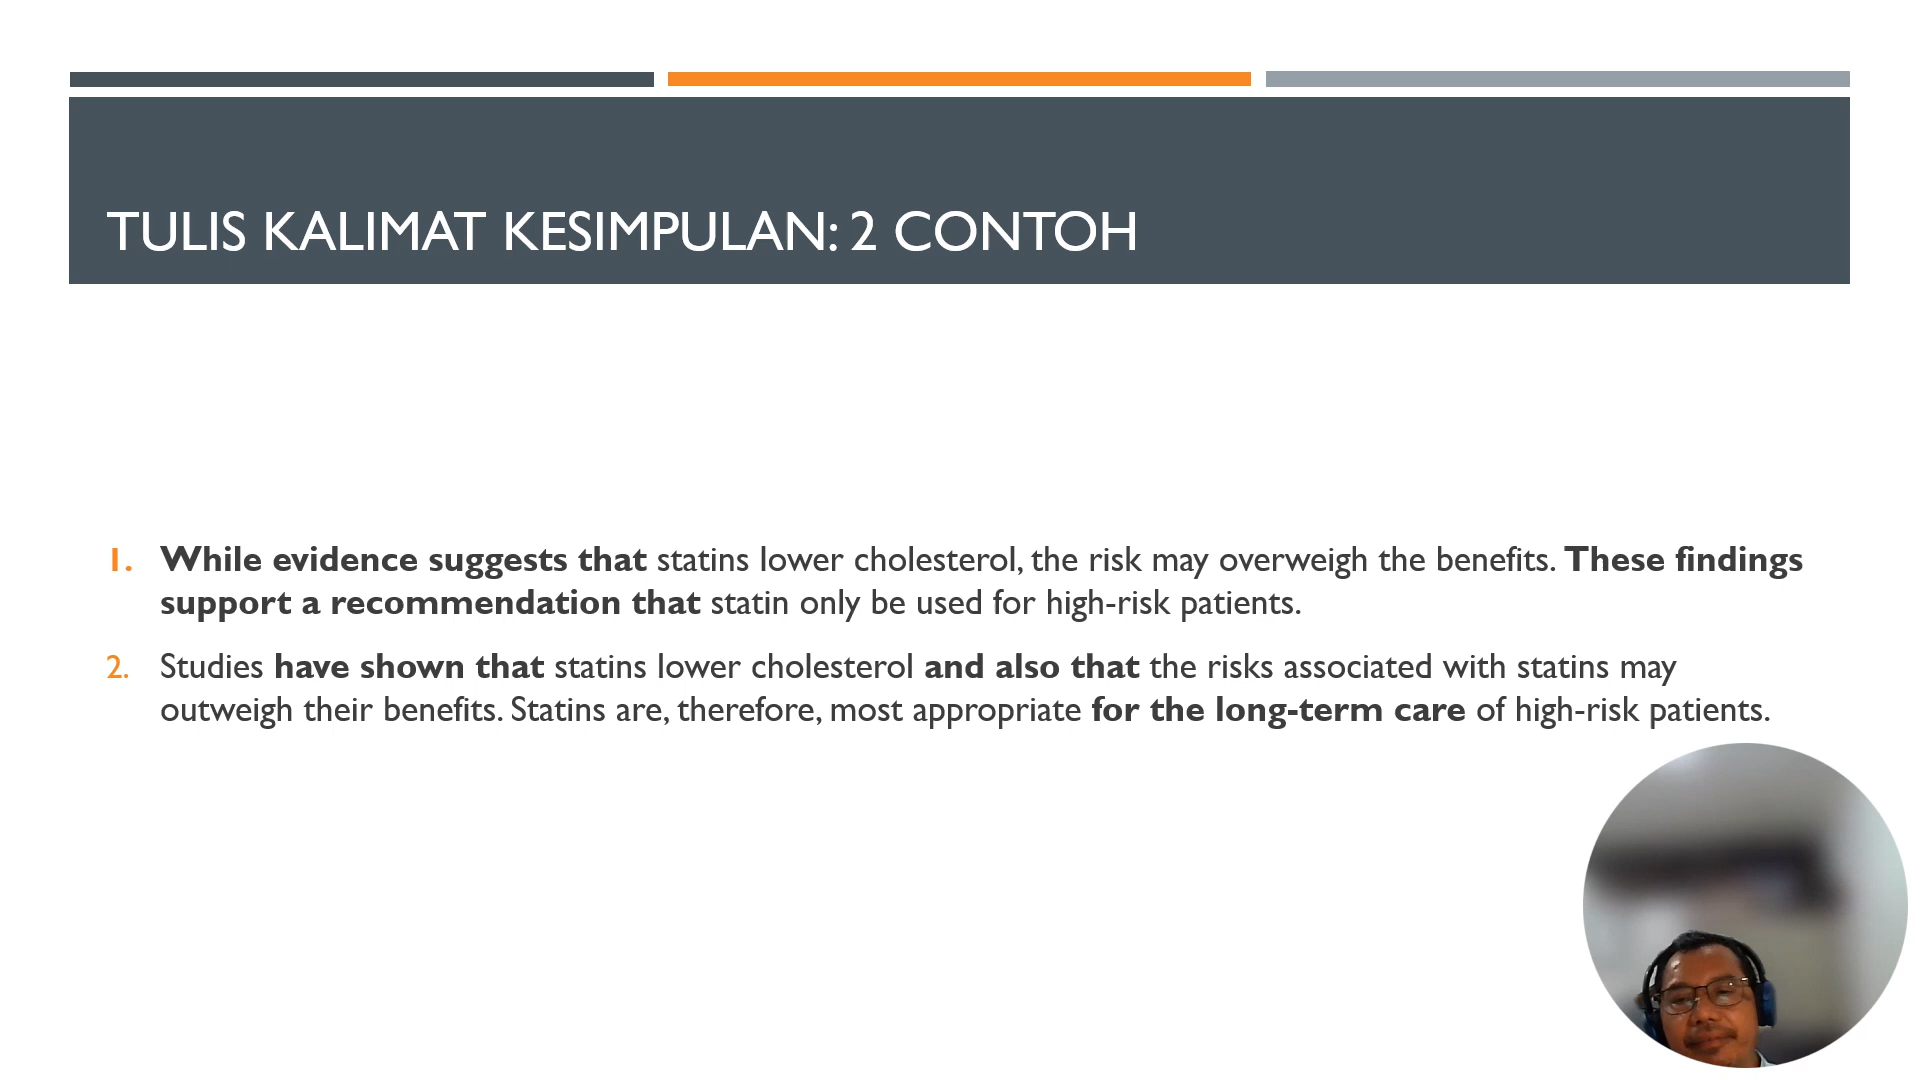 TULIS KALIMAT KESIMPULAN: 2 CONTOH
1. While evidence suggests that statins lower cholesterol, the risk may overweigh the benefits. These findings
support a recommendation that statin only be used for high-risk patients.
2. Studies have shown that statins lower cholesterol and also that the risks associated with statins may
outweigh their benefits. Statins are, therefore, most appropriate for the long-term care of high-risk patients.